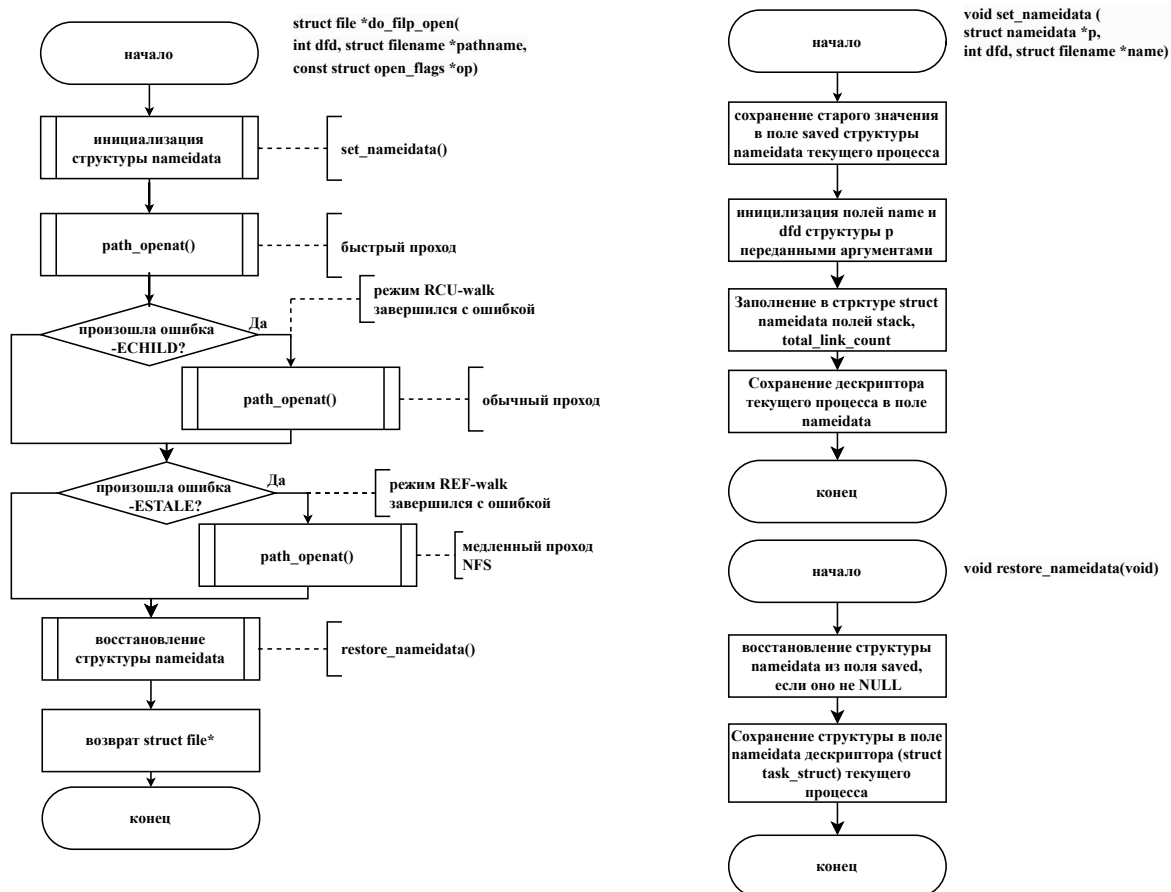 struct file *do_filp_open(
int dfd, struct filename *pathname,
const struct open_flags *op)
начало
инициализация
структуры nameidata
set_nameidata()
path_openat()
быстрый проход
режим RCU-walk
завершился с ошибкой
произошла ошибка
-ECHILD?
Да
path_openat()
обычный проход
произошла ошибка
-ESTALE?
Да
режим REF-walk
завершился с ошибкой
path_openat()
медленный проход
NFS
восстановление
структуры nameidata
restore_nameidata()
возврат struct file*
конец
void set_nameidata (
struct nameidata *p,
int dfd, struct filename *name)
начало
сохранение старого значения
в поле saved структуры
nameidata текущего процесса
иницилизация полей name и
dfd структуры p
переданными аргументами
Заполнение в стрктуре struct
nameidata полей stack,
total_link_count
Сохранение дескриптора
текущего процесса в поле
nameidata
конец
начало
void restore_nameidata(void)
восстановление структуры
nameidata из поля saved,
если оно не NULL
Сохранение структуры в поле
nameidata дескриптора (struct
task_struct) текущего
процесса
конец